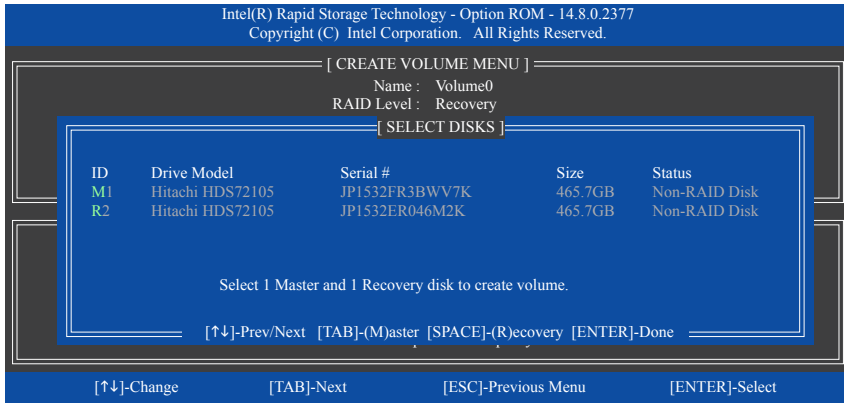 Intel(R) Rapid Storage Technology - Option ROM - 14.8.0.2377
Copyright (C) Intel Corporation. All Rights Reserved.
[ CREATE VOLUME MENU ]
Name : Volume0
RAID Level : Recovery
[ SELECT DISKS ]
ID Drive Model Serial # Size Status
M1 Hitachi HDS72105 JP1532FR3BWV7K 465.7GB Non-RAID Disk
R2 Hitachi HDS72105 JP1532ER046M2K 465.7GB Non-RAID Disk
Select 1 Master and 1 Recovery disk to create volume.
[↑↓]-Prev/Next [TAB]-(M)aster [SPACE]-(R)ecovery [ENTER]-Done
[↑↓]-Change [TAB]-Next [ESC]-Previous Menu [ENTER]-Select